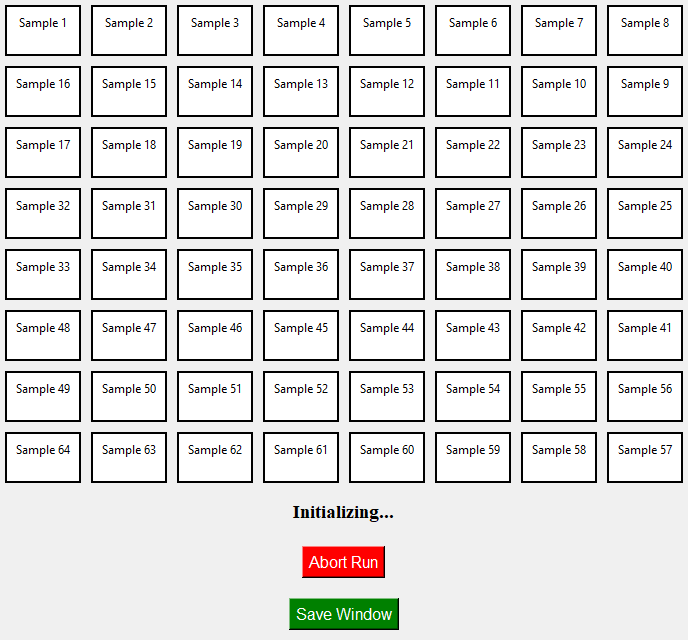 Sample 1 Sample 2 Sample 3 Sample 4 Sample 5 Sample 6 Sample 7 Sample 8
Sample 16 Sample 15 Sample 14 Sample 13 Sample 12 Sample 11 Sample 10 Sample 9
Sample 17 Sample 18 Sample 19 Sample 20 Sample 21 Sample 22 Sample 23 Sample 24
Sample 32 Sample 31 Sample 30 Sample 29 Sample 28 Sample 27 Sample 26 Sample 25
Sample 33 Sample 34 Sample 35 Sample 36 Sample 37 Sample 38 Sample 39 Sample 40
Sample 48 Sample 47 Sample 46 Sample 45 Sample 44 Sample 43 Sample 42 Sample 41
Sample 49 Sample 50 Sample 51 Sample 52 Sample 53 Sample 54 Sample 55 Sample 56
Sample 64 Sample 63 Sample 62 Sample 61 Sample 60 Sample 59 Sample 58 Sample 57
Initializing...
Abort Run
Save Window